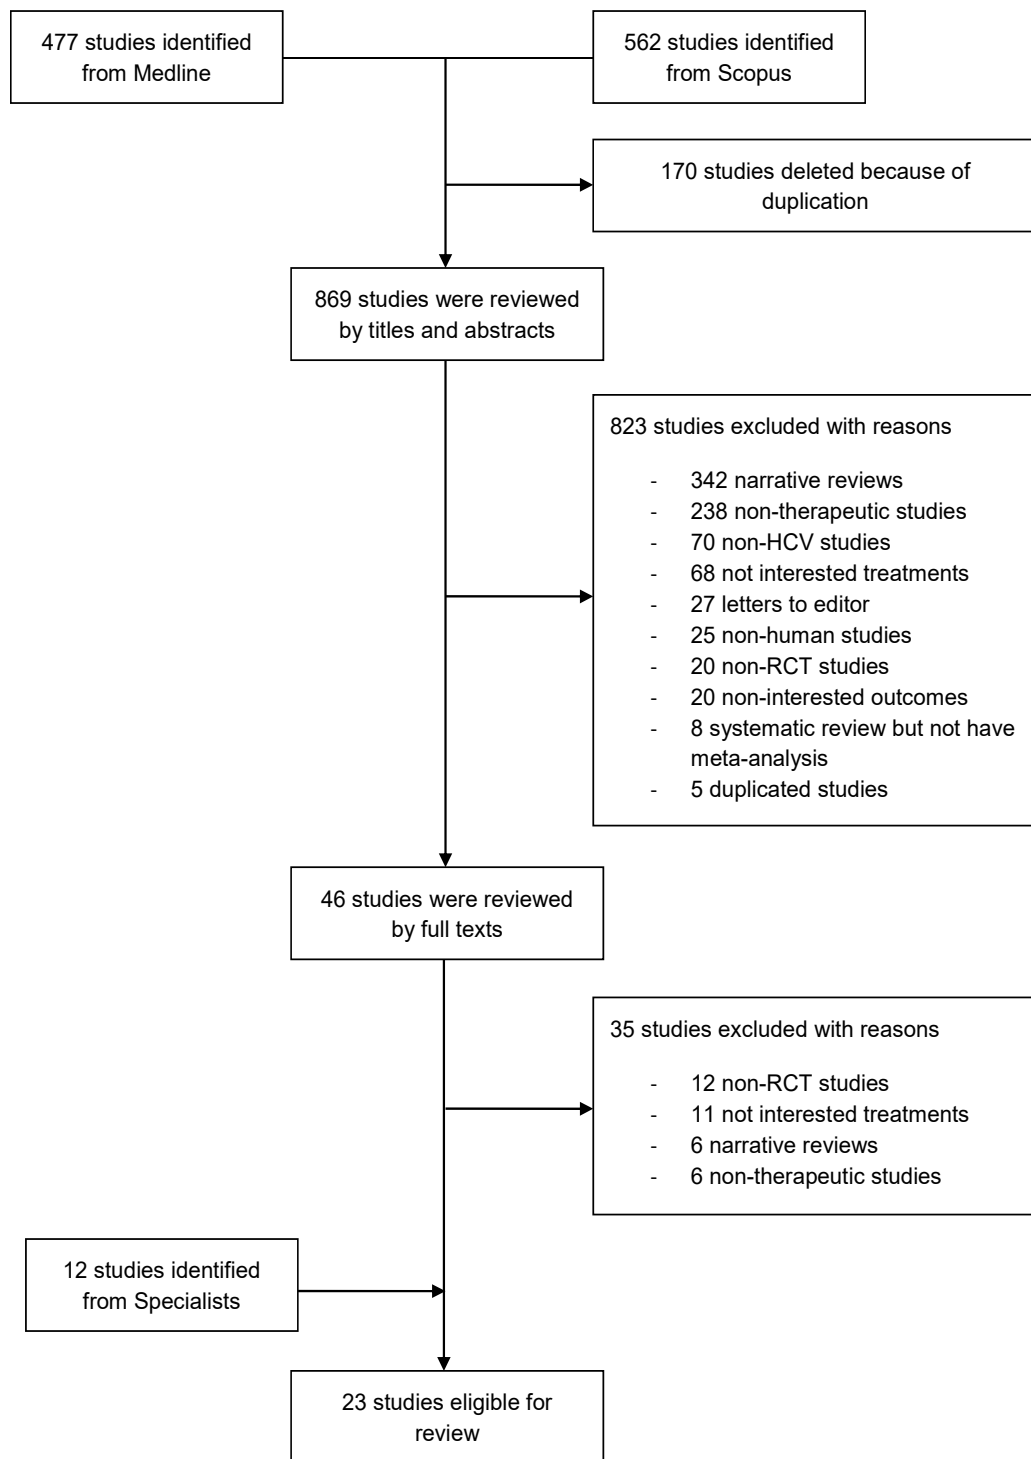 477 studies identified
from Medline
562 studies identified
from Scopus
170 studies deleted because of
duplication
869 studies were reviewed
by titles and abstracts
823 studies excluded with reasons
- 342 narrative reviews
- 238 non-therapeutic studies
- 70 non-HCV studies
- 68 not interested treatments
- 27 letters to editor
- 25 non-human studies
- 20 non-RCT studies
- 20 non-interested outcomes
- 8 systematic review but not have
meta-analysis
- 5 duplicated studies
46 studies were reviewed
by full texts
35 studies excluded with reasons
- 12 non-RCT studies
- 11 not interested treatments
- 6 narrative reviews
- 6 non-therapeutic studies
12 studies identified
from Specialists
23 studies eligible for
review